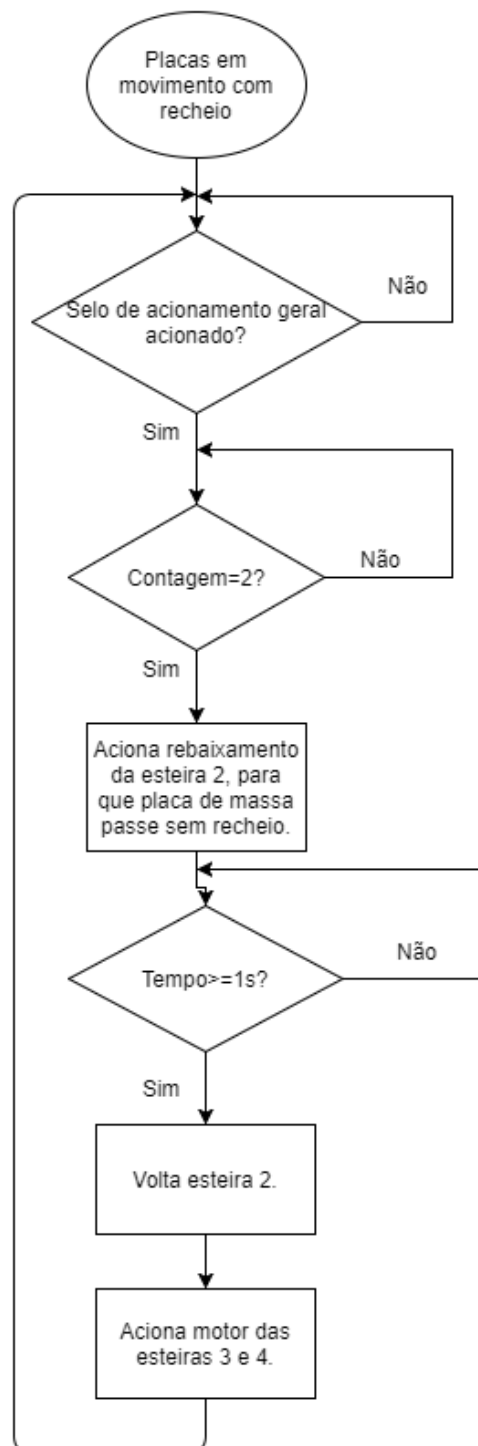 Placas em
movimento com
recheio
Não
Selo de acionamento geral
acionado?
Sim
Não
Contagem=2?
Sim
Aciona rebaixamento
da esteira 2, para
que placa de massa
passe sem recheio.
Não
Tempo>=1s?
Sim
Volta esteira 2.
Aciona motor das
esteiras 3 e 4.